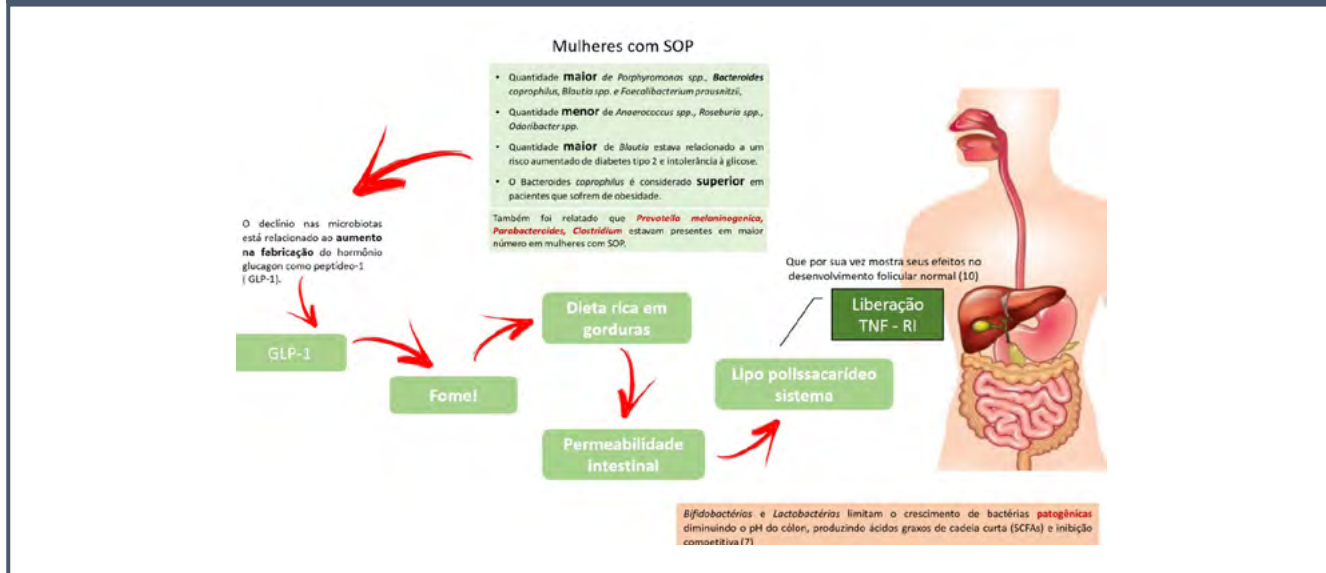 Mulheres com SOP
• Quantidade maior de Porphyromonas spp., Bacteroides
coprophilus, Blautia spp. e Faecalibacterium prausnitzii,
• Quantidade menor de Anaerococcus spp., Roseburia spp.,
Odoribacter spp.
• Quantidade maior de Blautia estava relacionado a um
risco aumentado de diabetes tipo 2 e intolerância à glicose.
• O Bacteroides coprophilus é considerado superior em
pacientes que sofrem de obesidade.
Também foi relatado que Prevotella melaninogenica,
Parabacteroides, Clostridium estavam presentes em maior
número em mulheres com SOP.
O declínio nas microbiotas
está relacionado ao aumento
na fabricação do hormônio
glucagon como peptídeo-1
( GLP-1).
GLP-1
Fome!
Dieta rica em
gorduras
Permeabilidade
intestinal
Lipo polissacarídeo
sistema
Que por sua vez mostra seus efeitos no
desenvolvimento folicular normal (10)
Liberação
TNF - RI
Bifidobactérias e Lactobactérias limitam o crescimento de bactérias patogênicas
diminuindo o pH do cólon, produzindo ácidos graxos de cadeia curta (SCFAs) e inibição
competitiva (7)